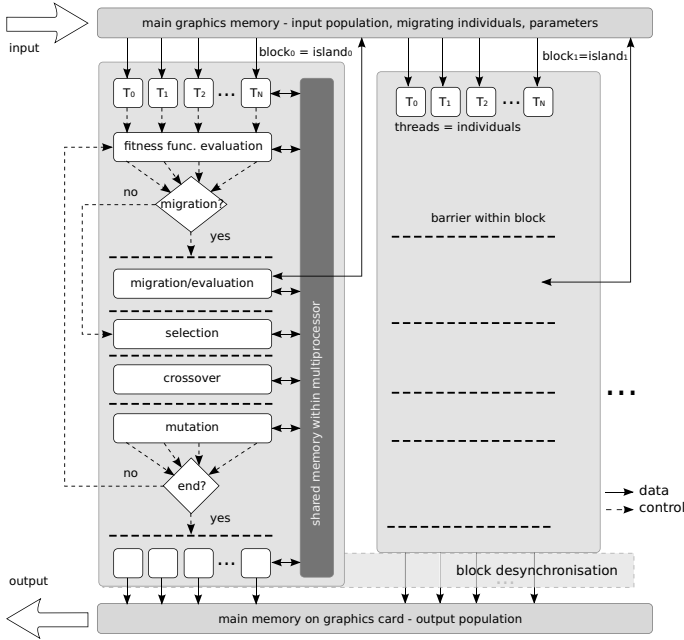 main graphics memory - input population, migrating individuals, parameters
input
block₀ = island₀
block₁=island₁
T₀ T₁ T₂ ... T_N
T₀ T₁ T₂ ... T_N
threads = individuals
fitness func. evaluation
no
migration?
yes
barrier within block
migration/evaluation
selection
crossover
mutation
shared memory within multiprocessor
...
no
end?
yes
data
control
...
block desynchronisation
...
output
main memory on graphics card - output population